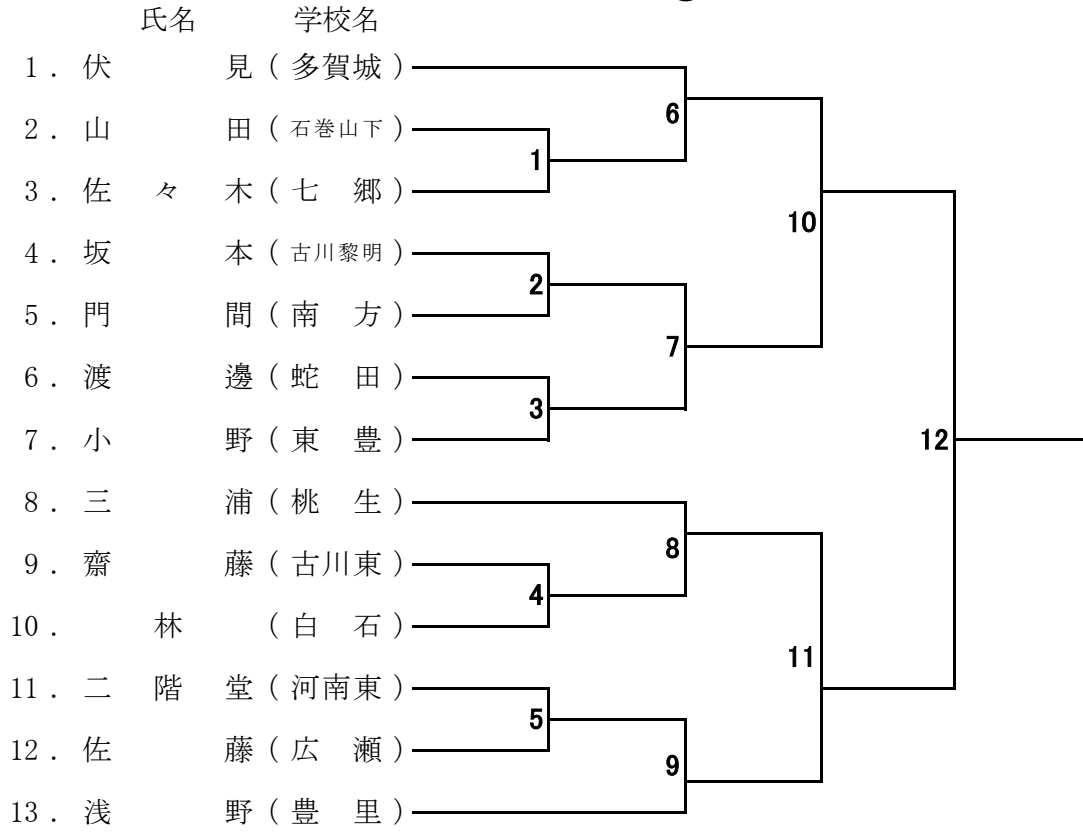 氏名 学校名
1. 伏 見 (多賀城)
2. 山 田 (石巻山下)
3. 佐 々 木 (七 郷)
4. 坂 本 (古川黎明)
5. 門 間 (南 方)
6. 渡 邊 (蛇 田)
7. 小 野 (東 豊)
8. 三 浦 (桃 生)
9. 齋 藤 (古川東)
10. 林 (白 石)
11. 二 階 堂 (河南東)
12. 佐 藤 (広 瀬)
13. 浅 野 (豊 里)
6
1
10
2
7
3
12
8
4
11
5
9